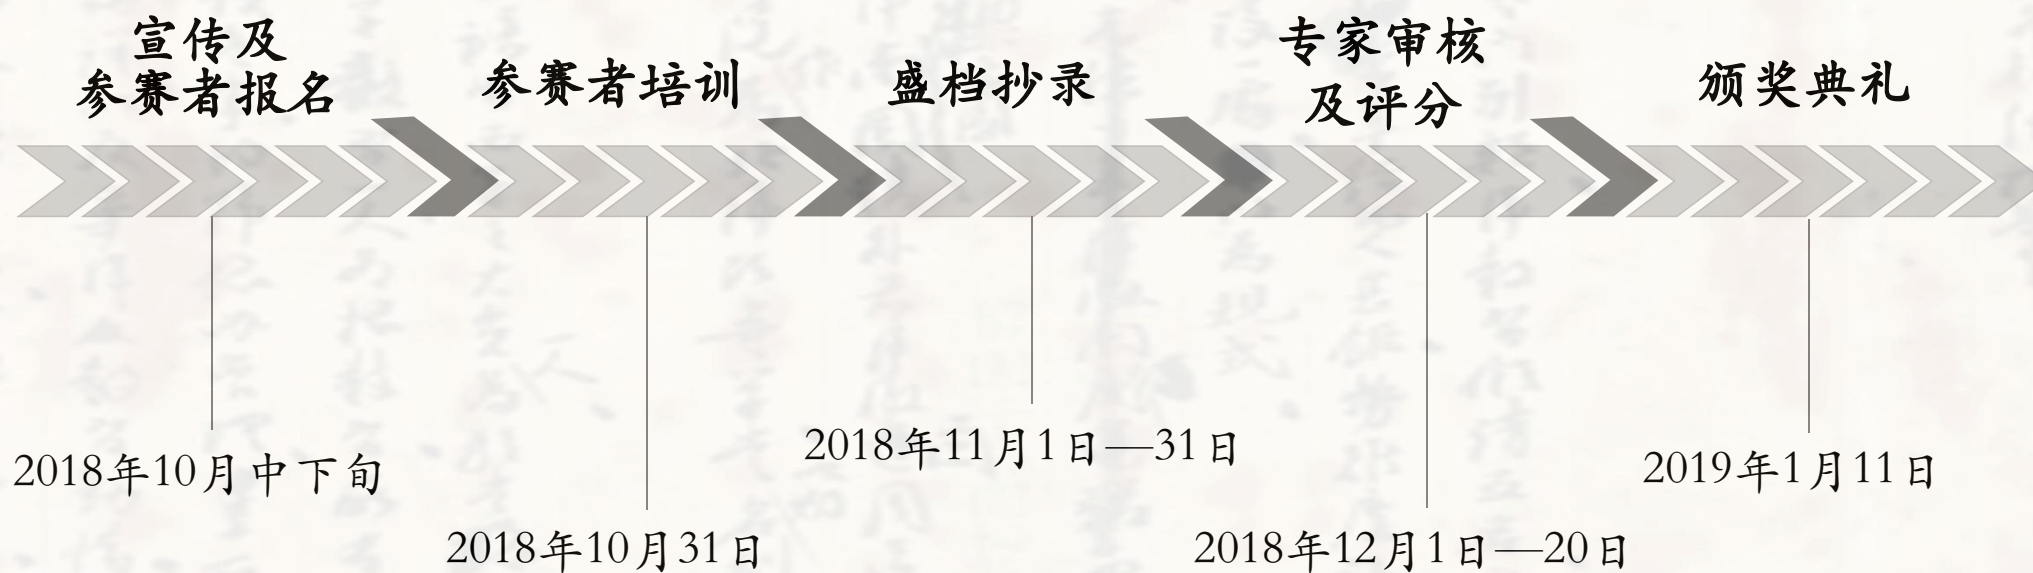 宣传及
参赛者报名
参赛者培训
盛档抄录
专家审核
及评分
颁奖典礼
2018年10月中下旬
2018年10月31日
2018年11月1日—31日
2018年12月1日—20日
2019年1月11日